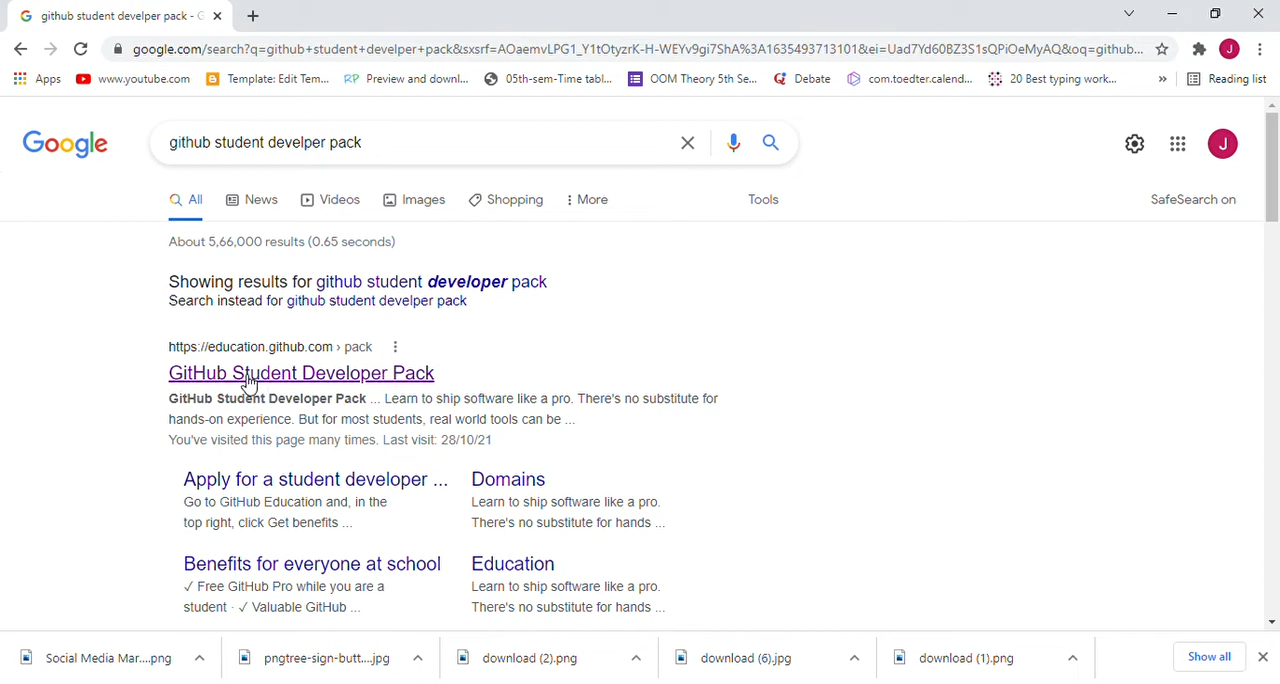 github student develper pack - G
google.com/search?q=github+student+develper+pack&sxsrf=AOaemvLPG1_Y1tOtyzrK-H-WEYv9gi7ShA%3A1635493713101&ei=Uad7Yd60BZ3S1sQPiOeMyAQ&oq=github...
J
Apps
www.youtube.com
Template: Edit Tem...
RP
Preview and downl...
05th-sem-Time tabl...
OOM Theory 5th Se...
Debate
com.toedter.calend...
20 Best typing work...
»
Reading list
Google
github student develper pack
J
All
News
Videos
Images
Shopping
More
Tools
SafeSearch on
About 5,66,000 results (0.65 seconds)
Showing results for github student developer pack
Search instead for github student develper pack
https://education.github.com › pack
GitHub Student Developer Pack
GitHub Student Developer Pack ... Learn to ship software like a pro. There's no substitute for
hands-on experience. But for most students, real world tools can be ...
You've visited this page many times. Last visit: 28/10/21
Apply for a student developer ...
Go to GitHub Education and, in the
top right, click Get benefits ...
Domains
Learn to ship software like a pro.
There's no substitute for hands ...
Benefits for everyone at school
✓ Free GitHub Pro while you are a
student · ✓ Valuable GitHub ...
Education
Learn to ship software like a pro.
There's no substitute for hands ...
Social Media Mar....png
pngtree-sign-butt....jpg
download (2).png
download (6).jpg
download (1).png
Show all